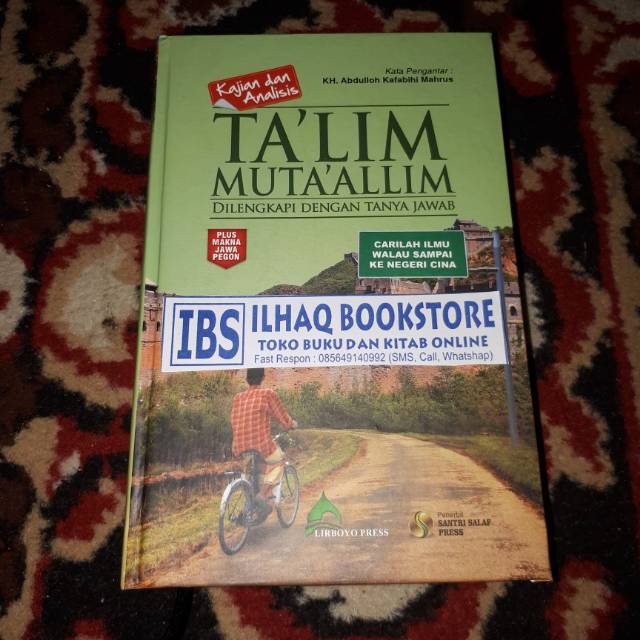 Kata Pengantar :
KH. Abdulloh Kafabihi Mahrus
Kajian dan
Analisis
TA'LIM
MUTA'ALLIM
DILENGKAPI DENGAN TANYA JAWAB
PLUS
MAKNA
JAWA
PEGON
CARILAH ILMU
WALAU SAMPAI
KE NEGERI CINA
IBS
ILHAQ BOOKSTORE
TOKO BUKU DAN KITAB ONLINE
Fast Respon : 085649140992 (SMS, Call, Whatshap)
LIRBOYO PRESS
Penerbit
SANTRI SALAF
PRESS